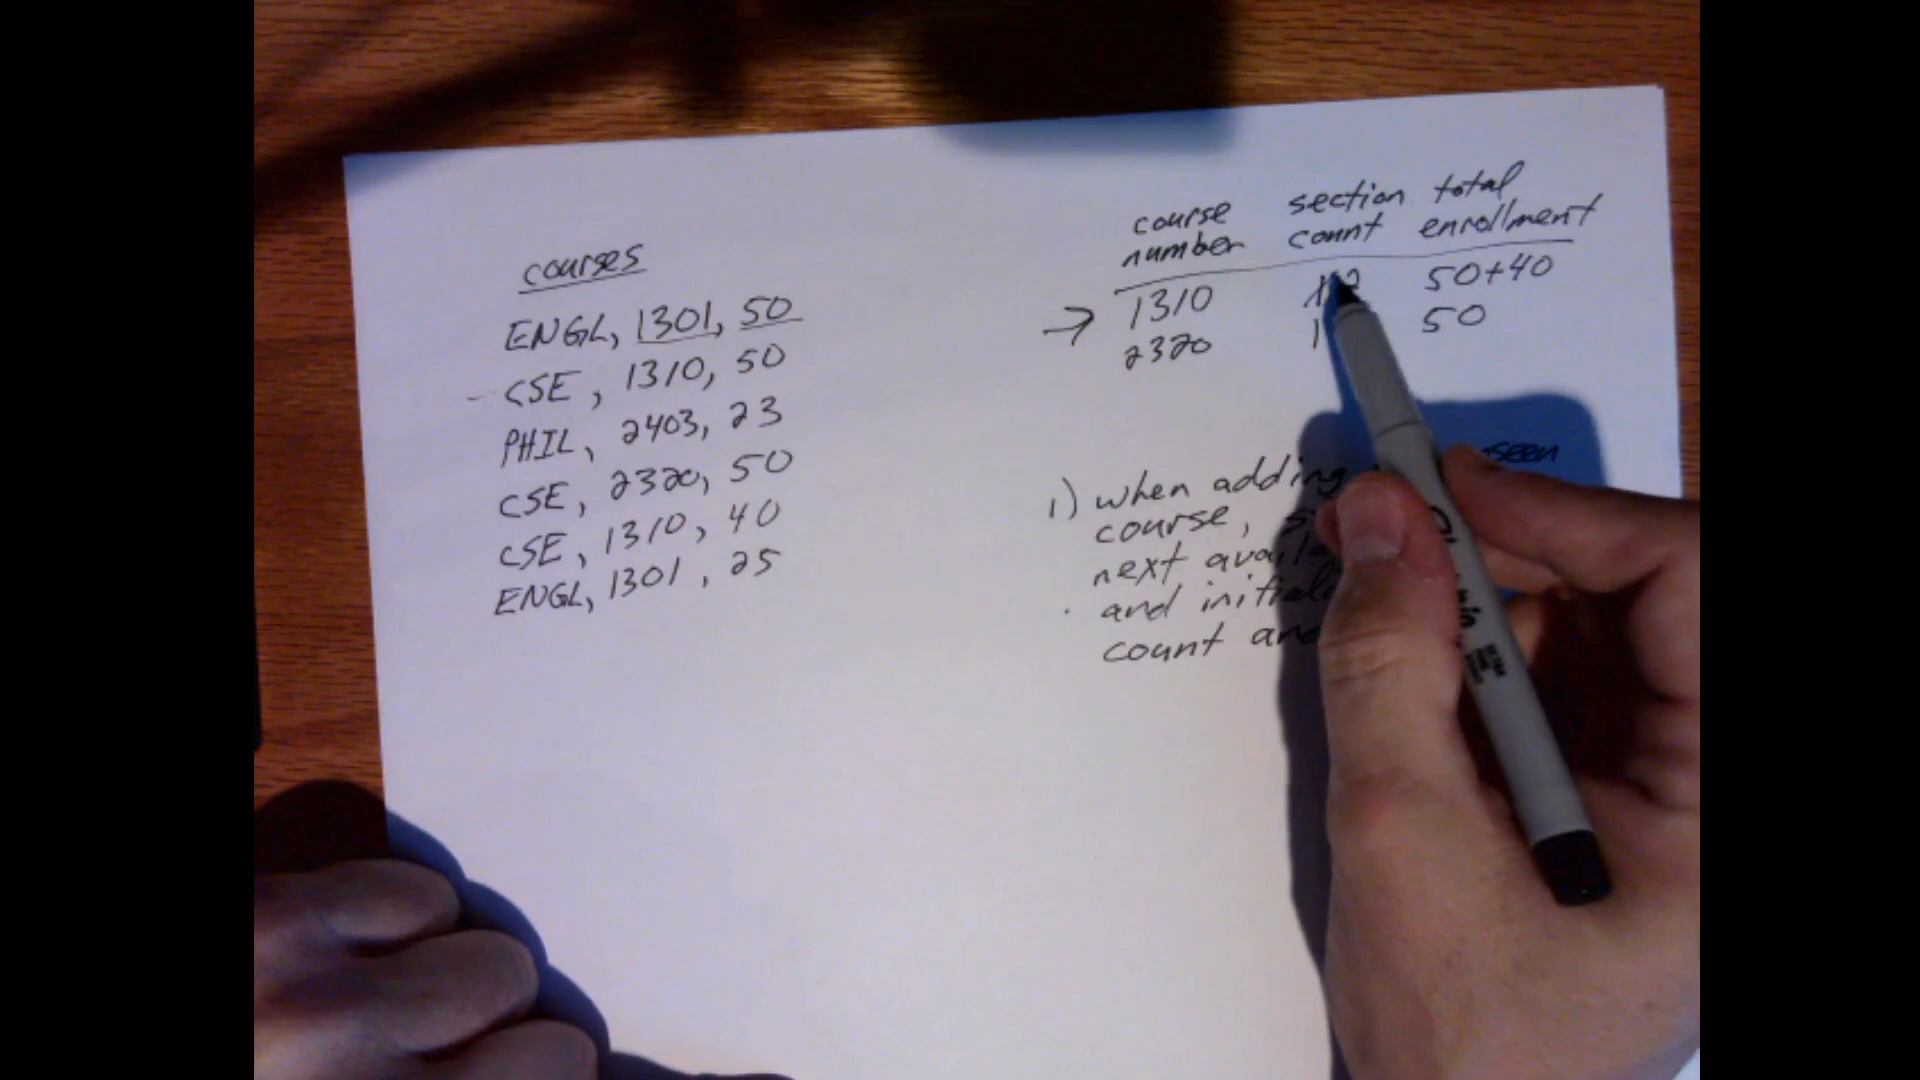 courses
ENGL, 1301, 50
CSE, 1310, 50
PHIL, 2403, 23
CSE, 2320, 50
CSE, 1310, 40
ENGL, 1301, 25
course number
section count
total enrollment
→ 1310 50+40
2320 1 50
1) when adding
course,
next
and
count